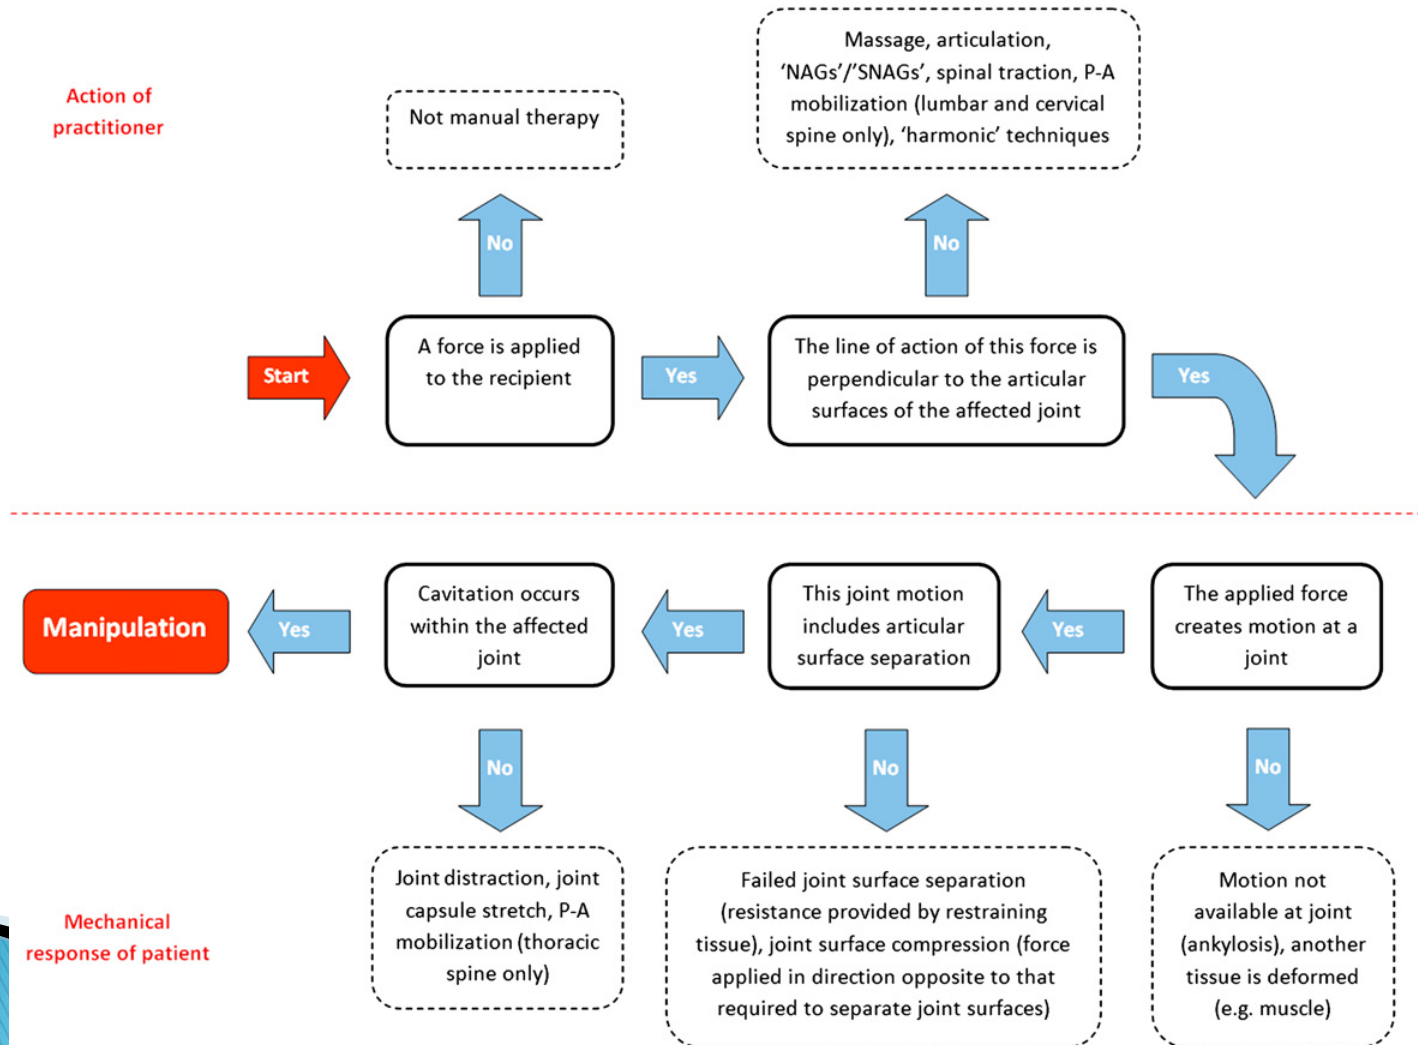 Action of
practitioner
Not manual therapy
Massage, articulation,
‘NAGs’/’SNAGs’, spinal traction, P-A
mobilization (lumbar and cervical
spine only), ‘harmonic’ techniques
No
No
Start
A force is applied
to the recipient
Yes
The line of action of this force is
perpendicular to the articular
surfaces of the affected joint
Yes
Manipulation
Yes
Cavitation occurs
within the affected
joint
Yes
This joint motion
includes articular
surface separation
Yes
The applied force
creates motion at a
joint
No
No
No
Mechanical
response of patient
Joint distraction, joint
capsule stretch, P-A
mobilization (thoracic
spine only)
Failed joint surface separation
(resistance provided by restraining
tissue), joint surface compression (force
applied in direction opposite to that
required to separate joint surfaces)
Motion not
available at joint
(ankylosis), another
tissue is deformed
(e.g. muscle)